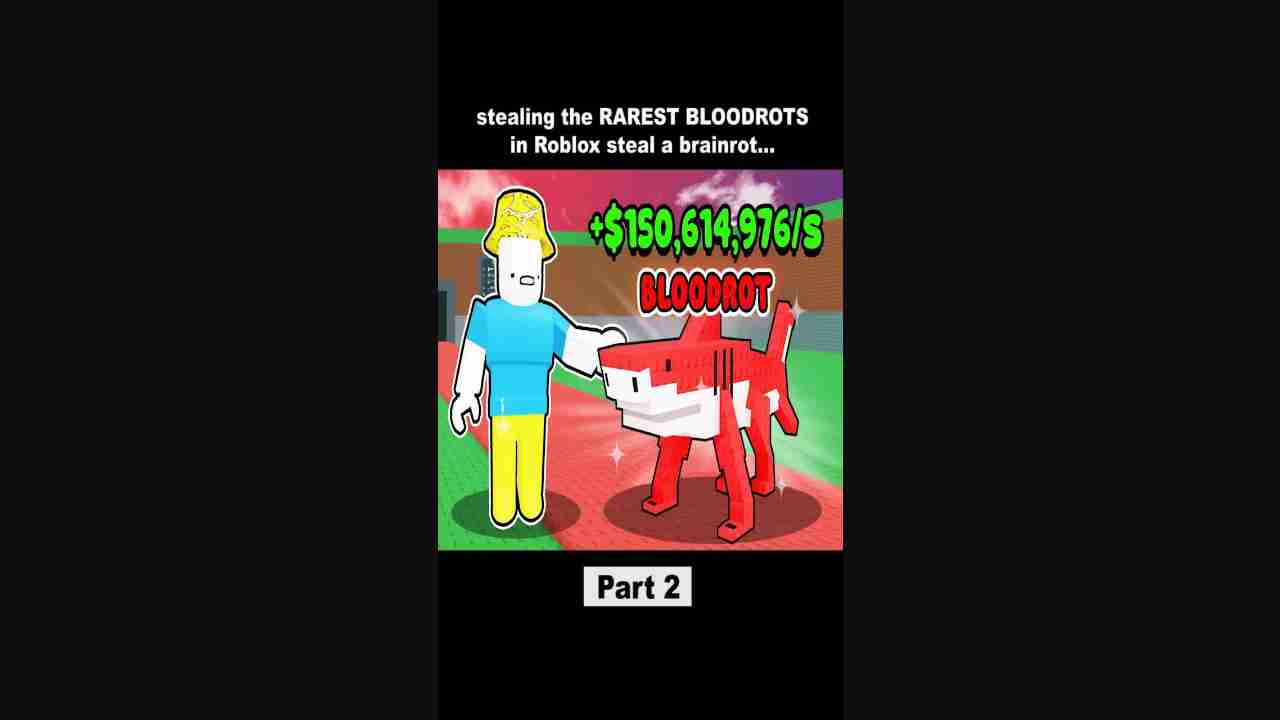 stealing the RAREST BLOODROTS
in Roblox steal a brainrot...
+$150,614,976/s
BLOODROT
Part 2